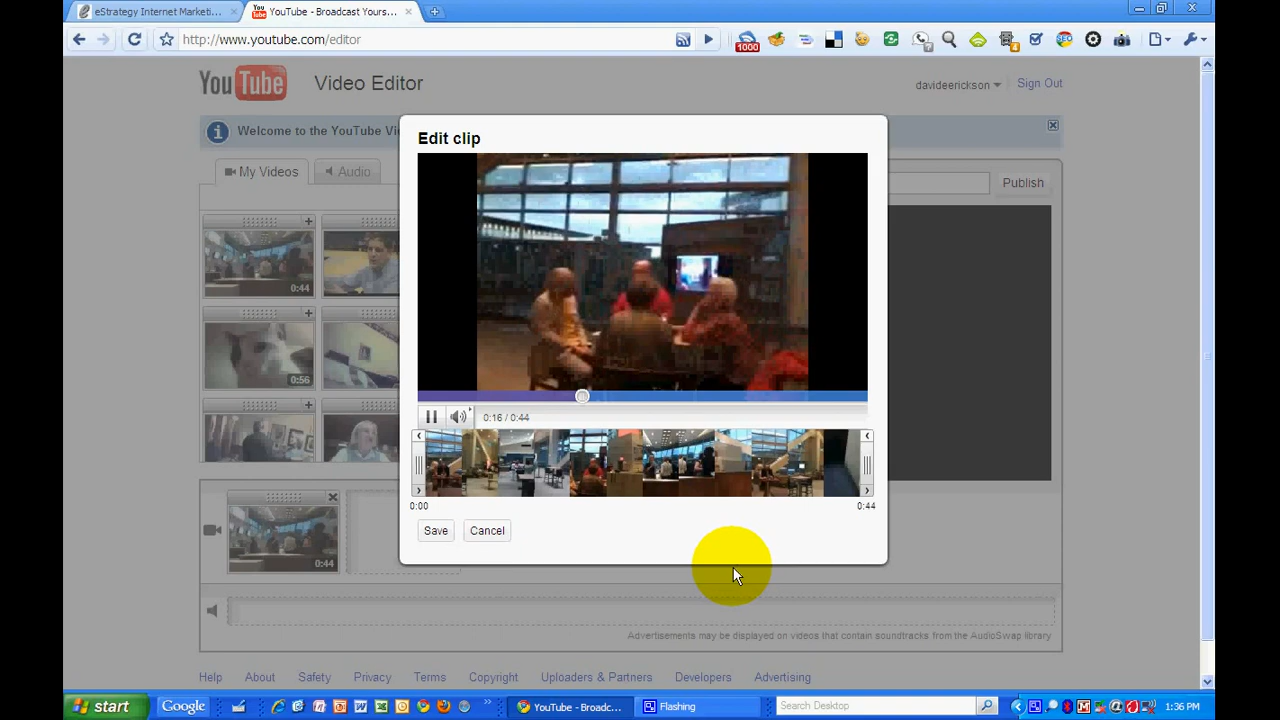 eStrategy Internet Marketi...
YouTube - Broadcast Yours...
http://www.youtube.com/editor
1000
You Tube
Video Editor
davideerickson
Sign Out
Welcome to the YouTube Vi
Edit clip
My Videos
Audio
Publish
0:44
0:56
0:16 / 0:44
0:00
0:44
Save
Cancel
0:44
Advertisements may be displayed on videos that contain soundtracks from the AudioSwap library
Help
About
Safety
Privacy
Terms
Copyright
Uploaders & Partners
Developers
Advertising
start
Google
YouTube - Broadc...
Flashing
Search Desktop
1:36 PM